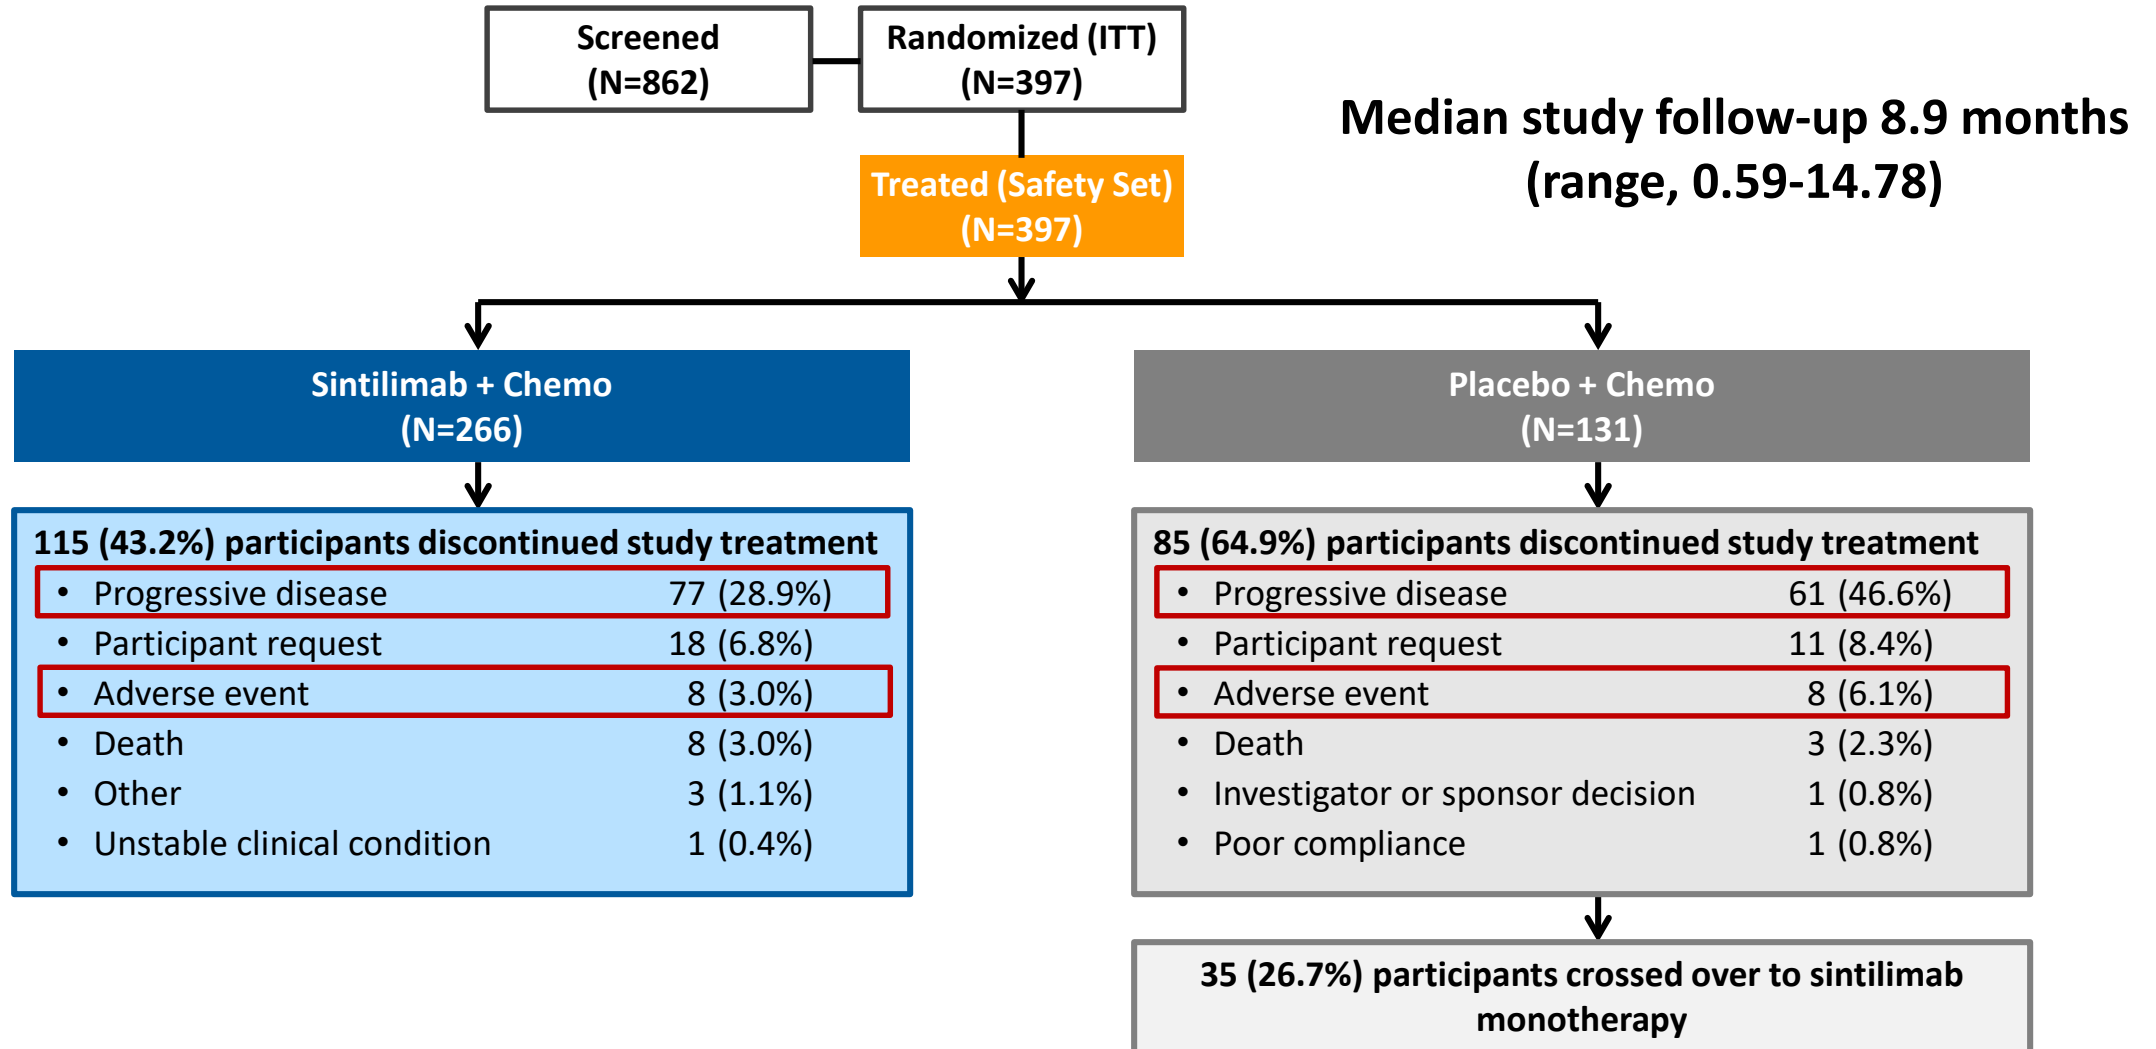 Screened
(N=862)
Randomized (ITT)
(N=397)
Median study follow-up 8.9 months
(range, 0.59-14.78)
Treated (Safety Set)
(N=397)
Sintilimab + Chemo
(N=266)
Placebo + Chemo
(N=131)
115 (43.2%) participants discontinued study treatment
• Progressive disease 77 (28.9%)
• Participant request 18 (6.8%)
• Adverse event 8 (3.0%)
• Death 8 (3.0%)
• Other 3 (1.1%)
• Unstable clinical condition 1 (0.4%)
85 (64.9%) participants discontinued study treatment
• Progressive disease 61 (46.6%)
• Participant request 11 (8.4%)
• Adverse event 8 (6.1%)
• Death 3 (2.3%)
• Investigator or sponsor decision 1 (0.8%)
• Poor compliance 1 (0.8%)
35 (26.7%) participants crossed over to sintilimab
monotherapy